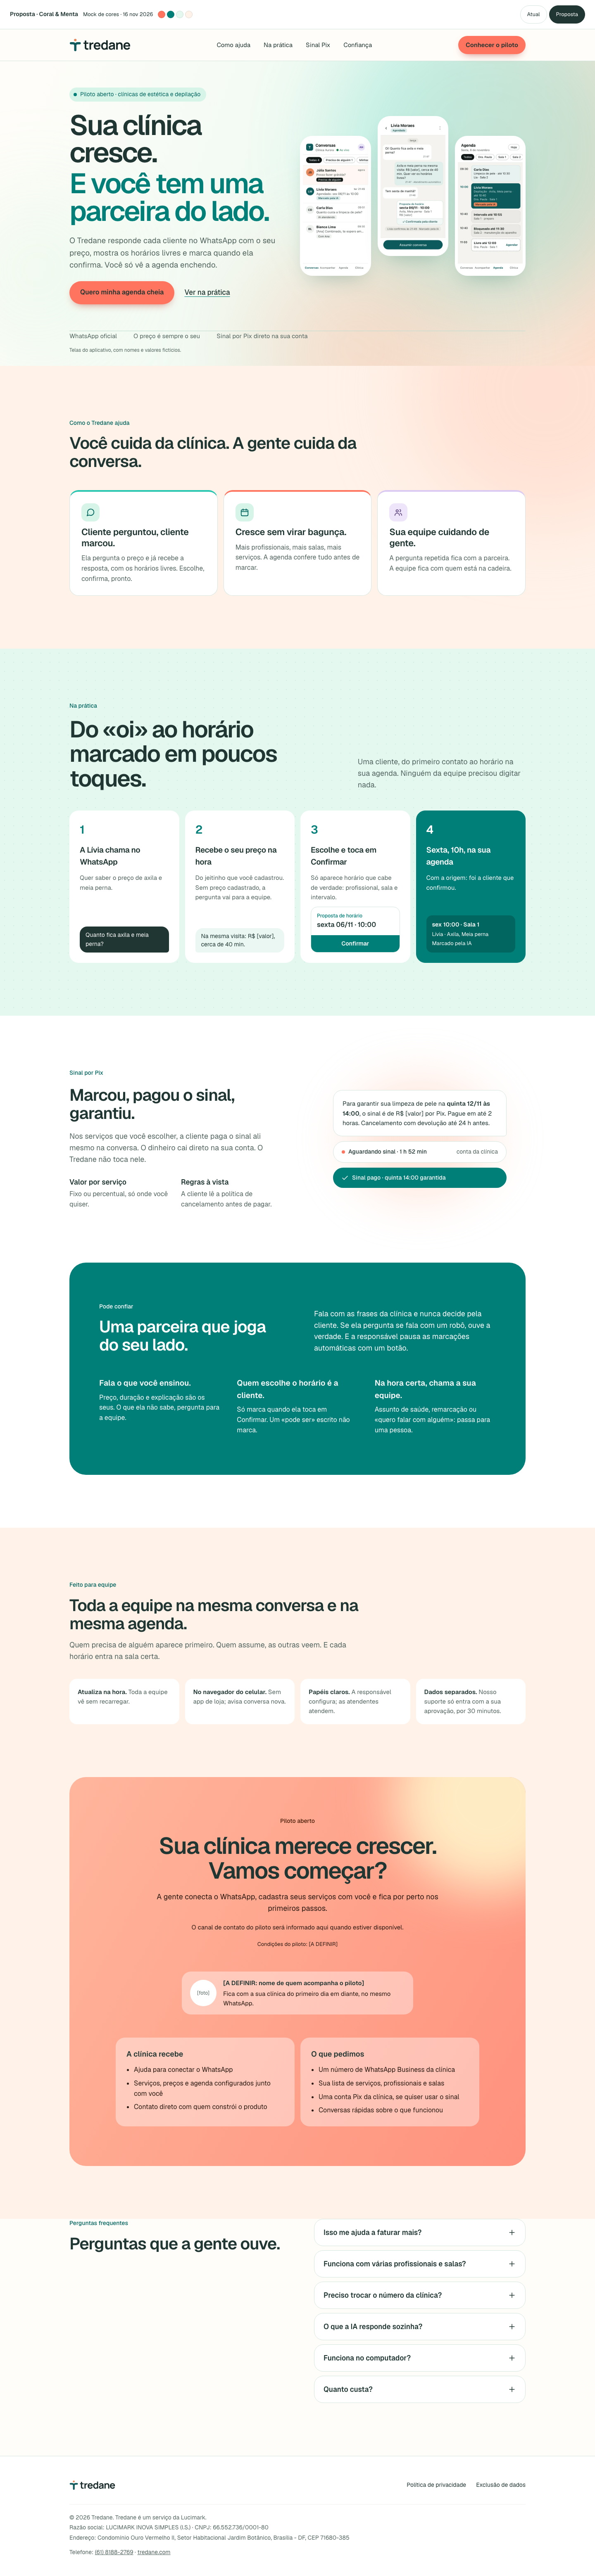 Proposta · Coral & Menta Mock de cores · 16 nov 2026
Atual
Proposta
tredane
Como ajuda
Na prática
Sinal Pix
Confiança
Conhecer o piloto
Piloto aberto · clínicas de estética e depilação
Sua clínica
cresce.
E você tem uma
parceira do lado.
O Tredane responde cada cliente no WhatsApp com o seu
preço, mostra os horários livres e marca quando ela
confirma. Você só vê a agenda enchendo.
Quero minha agenda cheia
Ver na prática
Conversas
Lívia Moraes
Agenda
WhatsApp oficial
O preço é sempre o seu
Sinal por Pix direto na sua conta
Telas do aplicativo, com nomes e valores fictícios.
Como o Tredane ajuda
Você cuida da clínica. A gente cuida da
conversa.
Cliente perguntou, cliente
marcou.
Ela pergunta o preço e já recebe a
resposta, com os horários livres. Escolhe,
confirma, pronto.
Cresce sem virar bagunça.
Mais profissionais, mais salas, mais
serviços. A agenda confere tudo antes de
marcar.
Sua equipe cuidando de
gente.
A pergunta repetida fica com a parceira.
A equipe fica com quem está na cadeira.
Na prática
Do «oi» ao horário
marcado em poucos
toques.
Uma cliente, do primeiro contato ao horário na
sua agenda. Ninguém da equipe precisou digitar
nada.
1
A Lívia chama no
WhatsApp
Quer saber o preço de axila e
meia perna.
Quanto fica axila e meia
perna?
2
Recebe o seu preço na
hora
Do jeitinho que você cadastrou.
Sem preço cadastrado, a
pergunta vai para a equipe.
Na mesma visita: R$ [valor],
cerca de 40 min.
3
Escolhe e toca em
Confirmar
Só aparece horário que cabe
de verdade: profissional, sala e
intervalo.
Proposta de horário
sexta 06/11 · 10:00
Confirmar
4
Sexta, 10h, na sua
agenda
Com a origem: foi a cliente que
confirmou.
sex 10:00 · Sala 1
Lívia · Axila, Meia perna
Marcado pela IA
Sinal por Pix
Marcou, pagou o sinal,
garantiu.
Nos serviços que você escolher, a cliente paga o sinal ali
mesmo na conversa. O dinheiro cai direto na sua conta. O
Tredane não toca nele.
Valor por serviço
Fixo ou percentual, só onde você
quiser.
Regras à vista
A cliente lê a política de
cancelamento antes de pagar.
Para garantir sua limpeza de pele na quinta 12/11 às
14:00, o sinal é de R$ [valor] por Pix. Pague em até 2
horas. Cancelamento com devolução até 24 h antes.
Aguardando sinal · 1 h 52 min
conta da clínica
Sinal pago · quinta 14:00 garantida
Pode confiar
Uma parceira que joga
do seu lado.
Fala com as frases da clínica e nunca decide pela
cliente. Se ela pergunta se fala com um robô, ouve a
verdade. E a responsável pausa as marcações
automáticas com um botão.
Fala o que você ensinou.
Preço, duração e explicação são os
seus. O que ela não sabe, pergunta para
a equipe.
Quem escolhe o horário é a
cliente.
Só marca quando ela toca em
Confirmar. Um «pode ser» escrito não
marca.
Na hora certa, chama a sua
equipe.
Assunto de saúde, remarcação ou
«quero falar com alguém»: passa para
uma pessoa.
Feito para equipe
Toda a equipe na mesma conversa e na
mesma agenda.
Quem precisa de alguém aparece primeiro. Quem assume, as outras veem. E cada
horário entra na sala certa.
Atualiza na hora. Toda a equipe
vê sem recarregar.
No navegador do celular. Sem
app de loja; avisa conversa nova.
Papéis claros. A responsável
configura; as atendentes
atendem.
Dados separados. Nosso
suporte só entra com a sua
aprovação, por 30 minutos.
Piloto aberto
Sua clínica merece crescer.
Vamos começar?
A gente conecta o WhatsApp, cadastra seus serviços com você e fica por perto nos
primeiros passos.
O canal de contato do piloto será informado aqui quando estiver disponível.
Condições do piloto: [A DEFINIR]
[foto]
[A DEFINIR: nome de quem acompanha o piloto]
Fica com a sua clínica do primeiro dia em diante, no mesmo
WhatsApp.
A clínica recebe
Ajuda para conectar o WhatsApp
Serviços, preços e agenda configurados junto
com você
Contato direto com quem constrói o produto
O que pedimos
Um número de WhatsApp Business da clínica
Sua lista de serviços, profissionais e salas
Uma conta Pix da clínica, se quiser usar o sinal
Conversas rápidas sobre o que funcionou
Perguntas frequentes
Perguntas que a gente ouve.
Isso me ajuda a faturar mais?
Funciona com várias profissionais e salas?
Preciso trocar o número da clínica?
O que a IA responde sozinha?
Funciona no computador?
Quanto custa?
tredane
Política de privacidade
Exclusão de dados
© 2026 Tredane. Tredane é um serviço da Lucimark.
Razão social: LUCIMARK INOVA SIMPLES (I.S.) · CNPJ: 66.552.736/0001-80
Endereço: Condomínio Ouro Vermelho II, Setor Habitacional Jardim Botânico, Brasília - DF, CEP 71680-385
Telefone: (61) 8188-2769 · tredane.com